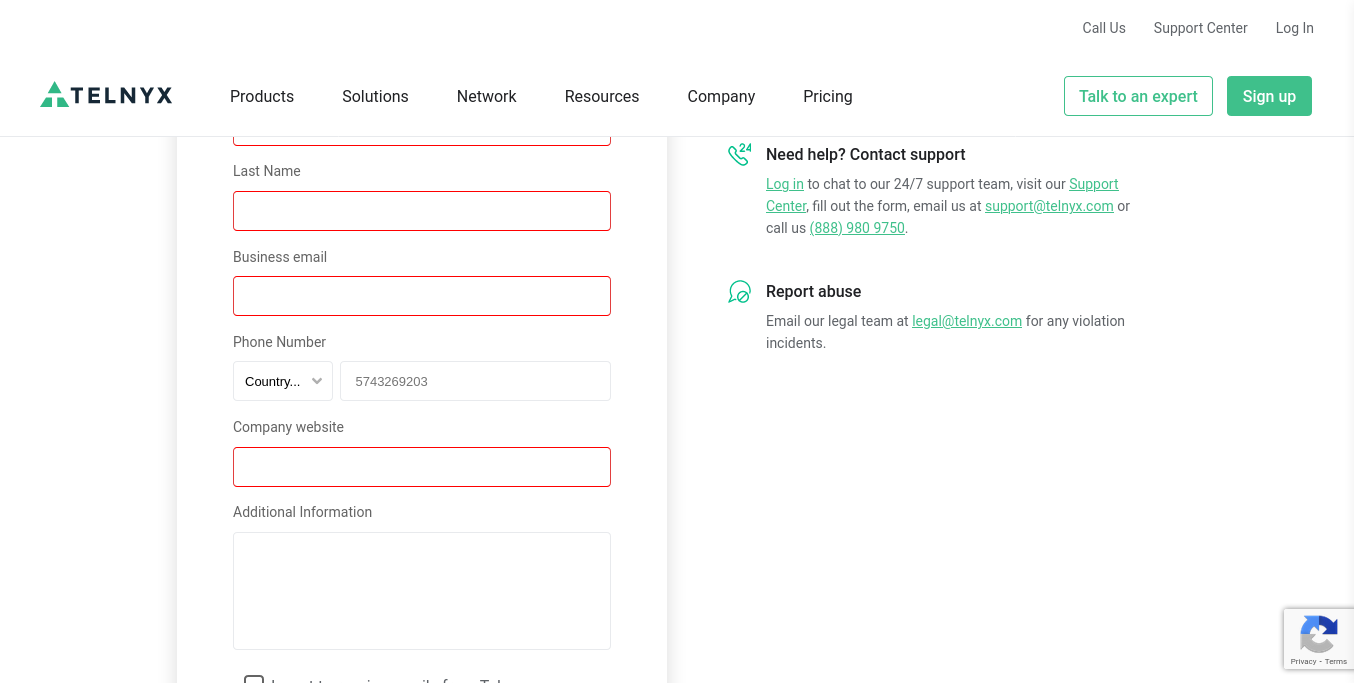 Call Us
Support Center
Log In
TELNYX
Products
Solutions
Network
Resources
Company
Pricing
Talk to an expert
Sign up
Last Name
Business email
Phone Number
Country...
5743269203
Company website
Additional Information
24
Need help? Contact support
Log in to chat to our 24/7 support team, visit our Support
Center, fill out the form, email us at support@telnyx.com or
call us (888) 980 9750.
Report abuse
Email our legal team at legal@telnyx.com for any violation
incidents.
Privacy - Terms